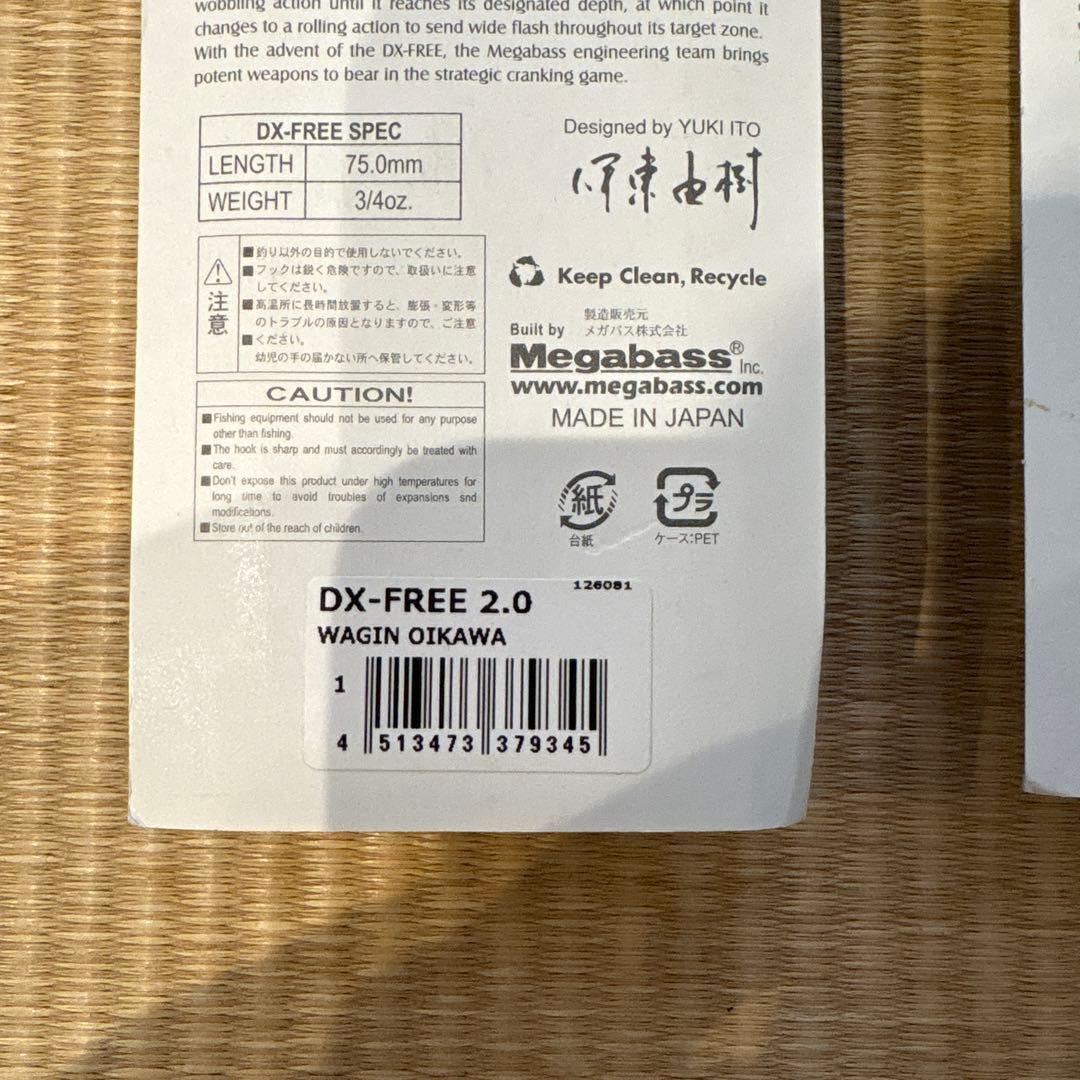 wobbling action until it reaches its designated depth, at which point it
changes to a rolling action to send wide flash throughout its target zone.
With the advent of the DX-FREE, the Megabass engineering team brings
potent weapons to bear in the strategic cranking game.
DX-FREE SPEC
LENGTH 75.0mm
WEIGHT 3/4oz.
Designed by YUKI ITO
伊東由樹
注意
■釣り以外の目的で使用しないでください。
■フックは鋭く危険ですので、取扱いに注意
してください。
■高温所に長時間放置すると、膨張・変形等
のトラブルの原因となりますので、ご注意
■ください。
幼児の手の届かない所へ保管してください。
Keep Clean, Recycle
製造販売元
Built by メガバス株式会社
Megabass® Inc.
www.megabass.com
MADE IN JAPAN
CAUTION!
■Fishing equipment should not be used for any purpose
other than fishing.
■The hook is sharp and must accordingly be treated with
care.
■Don't expose this product under high temperatures for
long time to avoid troubles of expansions snd
modifications.
■Store out of the reach of children.
紙
台紙
プラ
ケース:PET
126081
DX-FREE 2.0
WAGIN OIKAWA
1
4 513473 379345